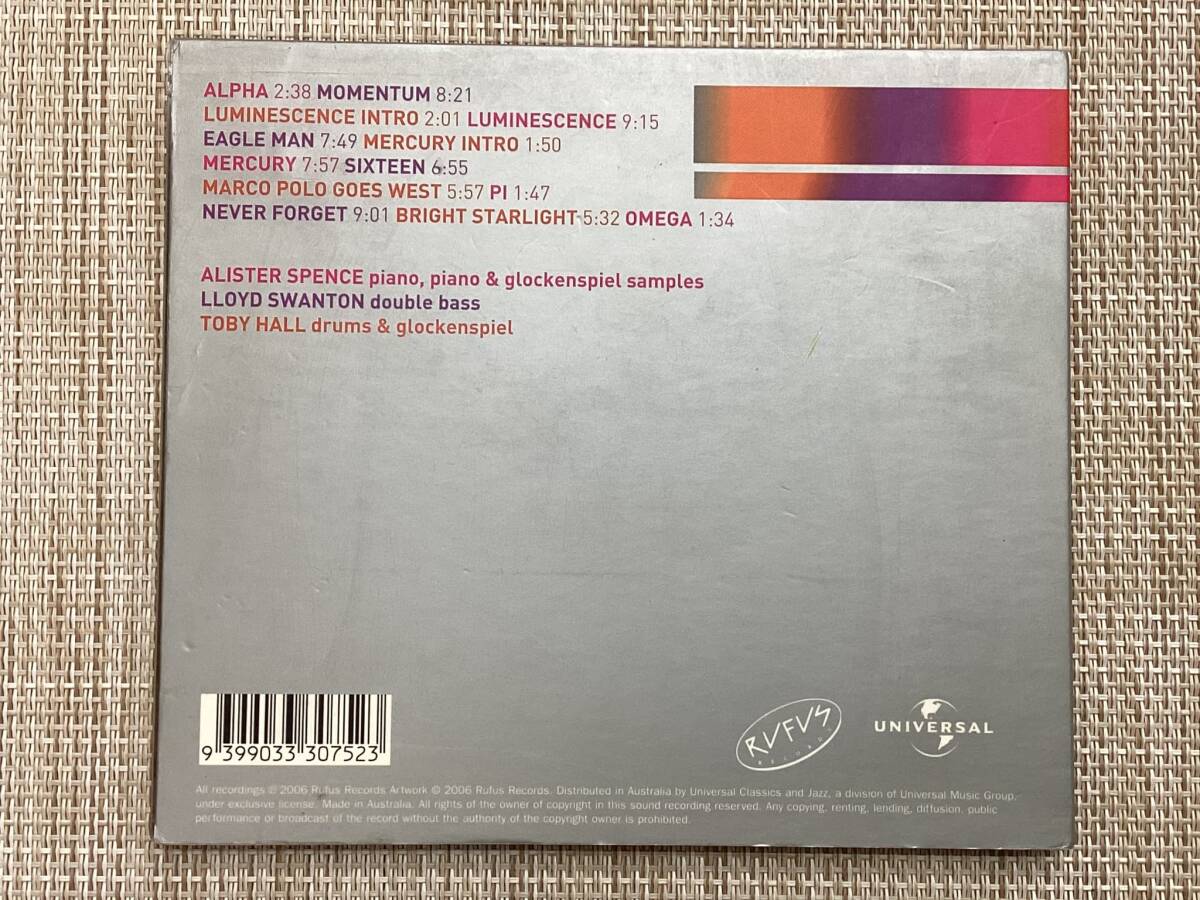 ALPHA 2:38 MOMENTUM 8:21
LUMINESCENCE INTRO 2:01 LUMINESCENCE 9:15
EAGLE MAN 7:49 MERCURY INTRO 1:50
MERCURY 7:57 SIXTEEN 6:55
MARCO POLO GOES WEST 5:57 PI 1:47
NEVER FORGET 9:01 BRIGHT STARLIGHT 5:32 OMEGA 1:34
ALISTER SPENCE piano, piano & glockenspiel samples
LLOYD SWANTON double bass
TOBY HALL drums & glockenspiel
9 399033 307523
RUFUS
RECORDS
UNIVERSAL
All recordings ℗ 2006 Rufus Records Artwork © 2006 Rufus Records. Distributed in Australia by Universal Classics and Jazz, a division of Universal Music Group,
under exclusive license. Made in Australia. All rights of the owner of copyright in this sound recording reserved. Any copying, renting, lending, diffusion, public
performance or broadcast of the record without the authority of the copyright owner is prohibited.